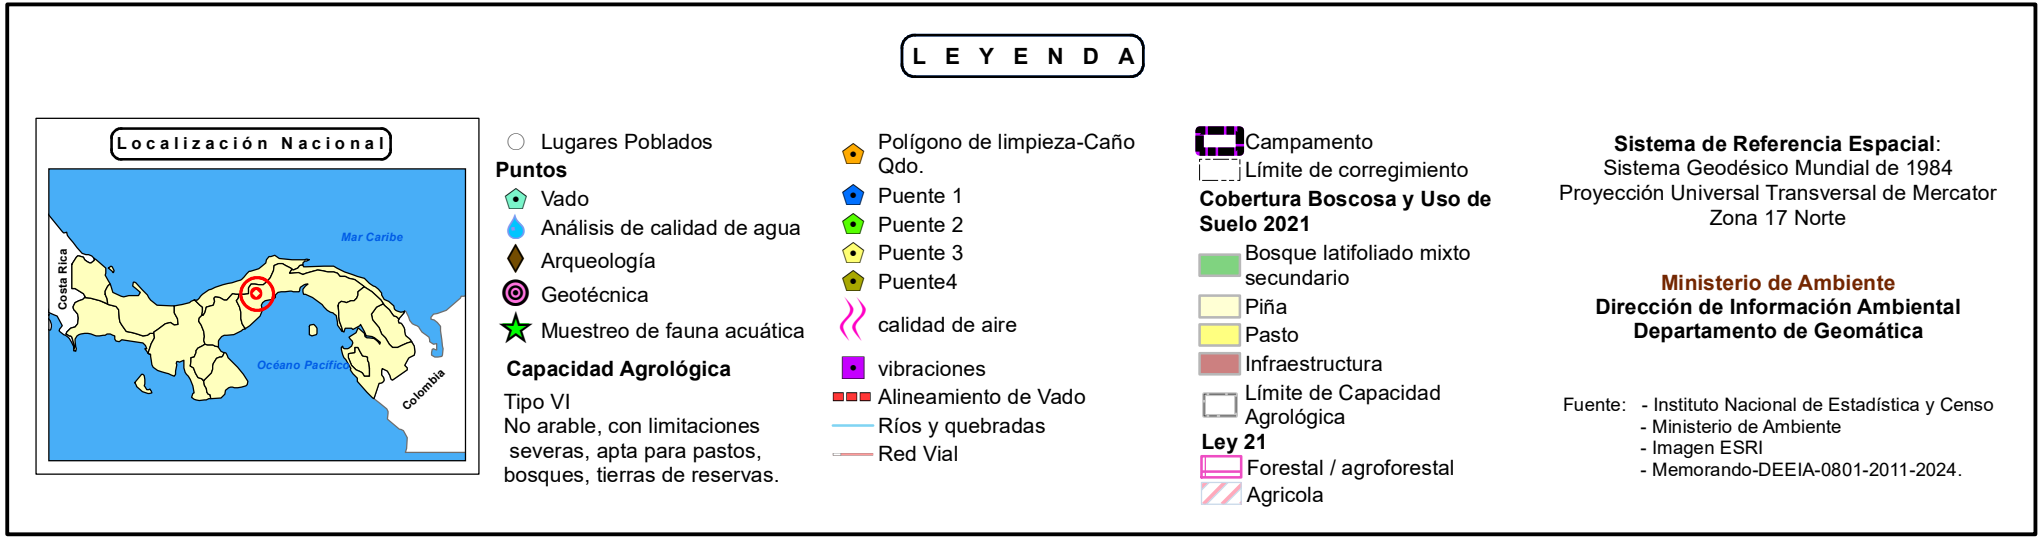 LEYENDA
Localización Nacional
Mar Caribe
Costa Rica
Océano Pacífico
Colombia
Lugares Poblados
Puntos
Vado
Análisis de calidad de agua
Arqueología
Geotécnica
Muestreo de fauna acuática
Capacidad Agrológica
Tipo VI
No arable, con limitaciones
severas, apta para pastos,
bosques, tierras de reservas.
Polígono de limpieza-Caño
Qdo.
Puente 1
Puente 2
Puente 3
Puente4
calidad de aire
vibraciones
Alineamiento de Vado
Ríos y quebradas
Red Vial
Campamento
Límite de corregimiento
Cobertura Boscosa y Uso de
Suelo 2021
Bosque latifoliado mixto
secundario
Piña
Pasto
Infraestructura
Límite de Capacidad
Agrológica
Ley 21
Forestal / agroforestal
Agricola
Sistema de Referencia Espacial:
Sistema Geodésico Mundial de 1984
Proyección Universal Transversal de Mercator
Zona 17 Norte
Ministerio de Ambiente
Dirección de Información Ambiental
Departamento de Geomática
Fuente: - Instituto Nacional de Estadística y Censo
- Ministerio de Ambiente
- Imagen ESRI
- Memorando-DEEIA-0801-2011-2024.